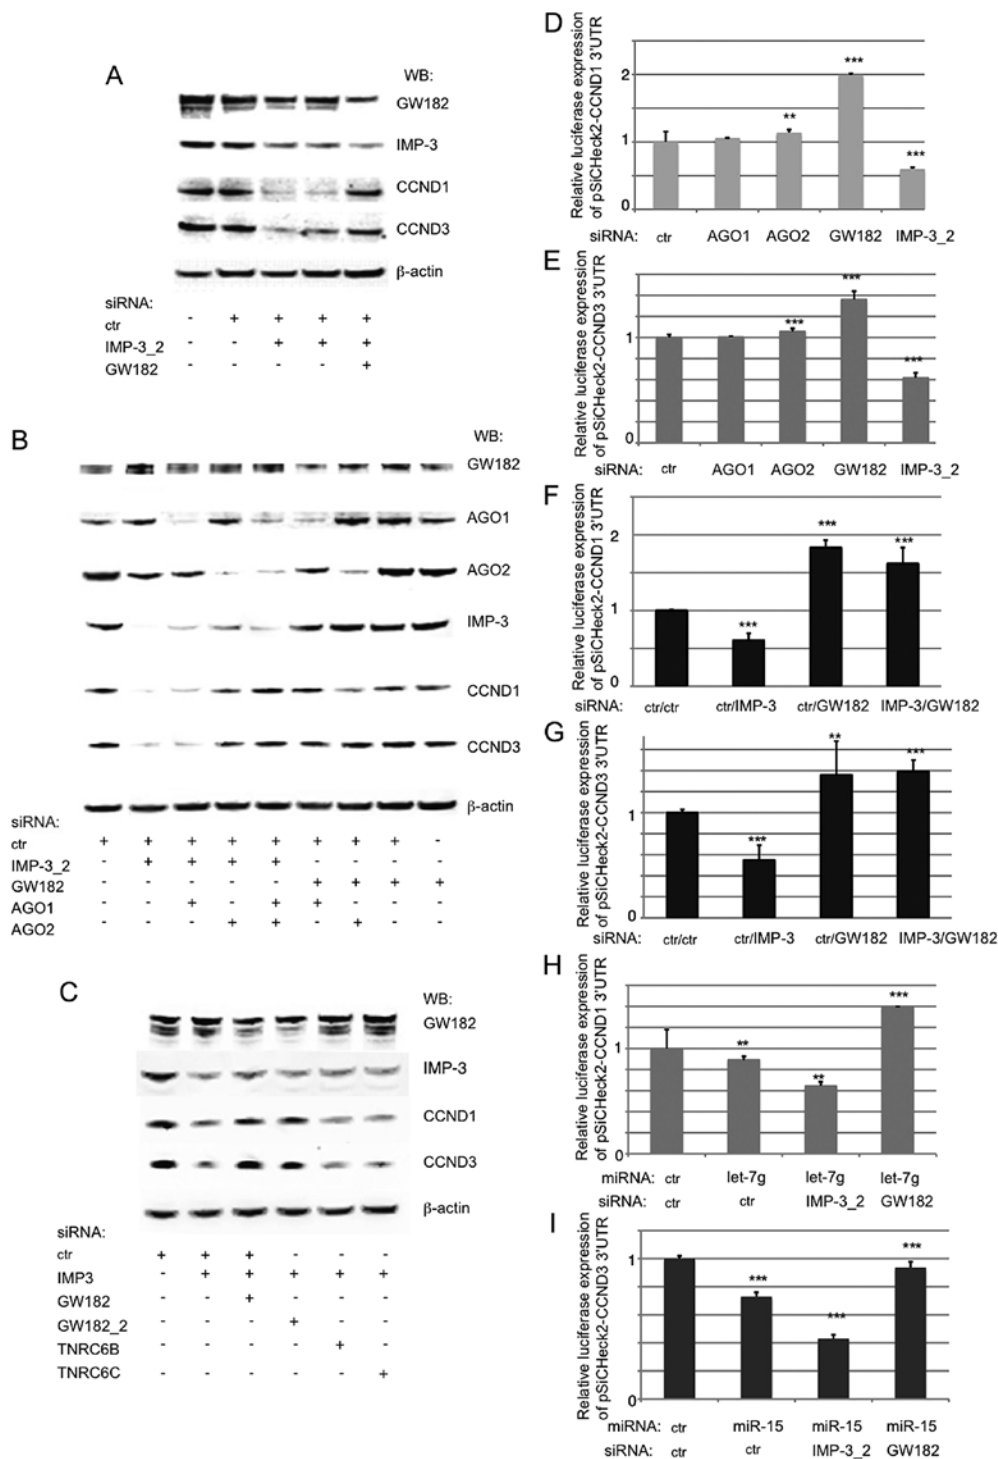 A
WB:
GW182
IMP-3
CCND1
CCND3
β-actin
siRNA:
ctr - + + + +
IMP-3_2 - - + + +
GW182 - - - - +
B
WB:
GW182
AGO1
AGO2
IMP-3
CCND1
CCND3
β-actin
siRNA:
ctr + + + + + + + + -
IMP-3_2 - + + + + - - - -
GW182 - - - - - + + + +
AGO1 - - + - + + - - -
AGO2 - - - + + - + - -
C
WB:
GW182
IMP-3
CCND1
CCND3
β-actin
siRNA:
ctr + + + - - -
IMP3 - + + + + +
GW182 - - + - - -
GW182_2 - - - + - -
TNRC6B - - - - + -
TNRC6C - - - - - +
D
Relative luciferase expression
of pSiCHeck2-CCND1 3'UTR
2
1
0
**
***
***
siRNA: ctr AGO1 AGO2 GW182 IMP-3_2
E
Relative luciferase expression
of pSiCHeck2-CCND3 3'UTR
1
0
***
***
***
siRNA: ctr AGO1 AGO2 GW182 IMP-3_2
F
Relative luciferase expression
of pSiCHeck2-CCND1 3'UTR
2
1
0
***
***
***
siRNA: ctr/ctr ctr/IMP-3 ctr/GW182 IMP-3/GW182
G
Relative luciferase expression
of pSiCHeck2-CCND3 3'UTR
1
0
***
**
***
siRNA: ctr/ctr ctr/IMP-3 ctr/GW182 IMP-3/GW182
H
Relative luciferase expression
of pSiCHeck2-CCND1 3'UTR
1
0
**
**
***
miRNA: ctr let-7g let-7g let-7g
siRNA: ctr ctr IMP-3_2 GW182
I
Relative luciferase expression
of pSiCHeck2-CCND3 3'UTR
1
0
***
***
***
miRNA: ctr miR-15 miR-15 miR-15
siRNA: ctr ctr IMP-3_2 GW182